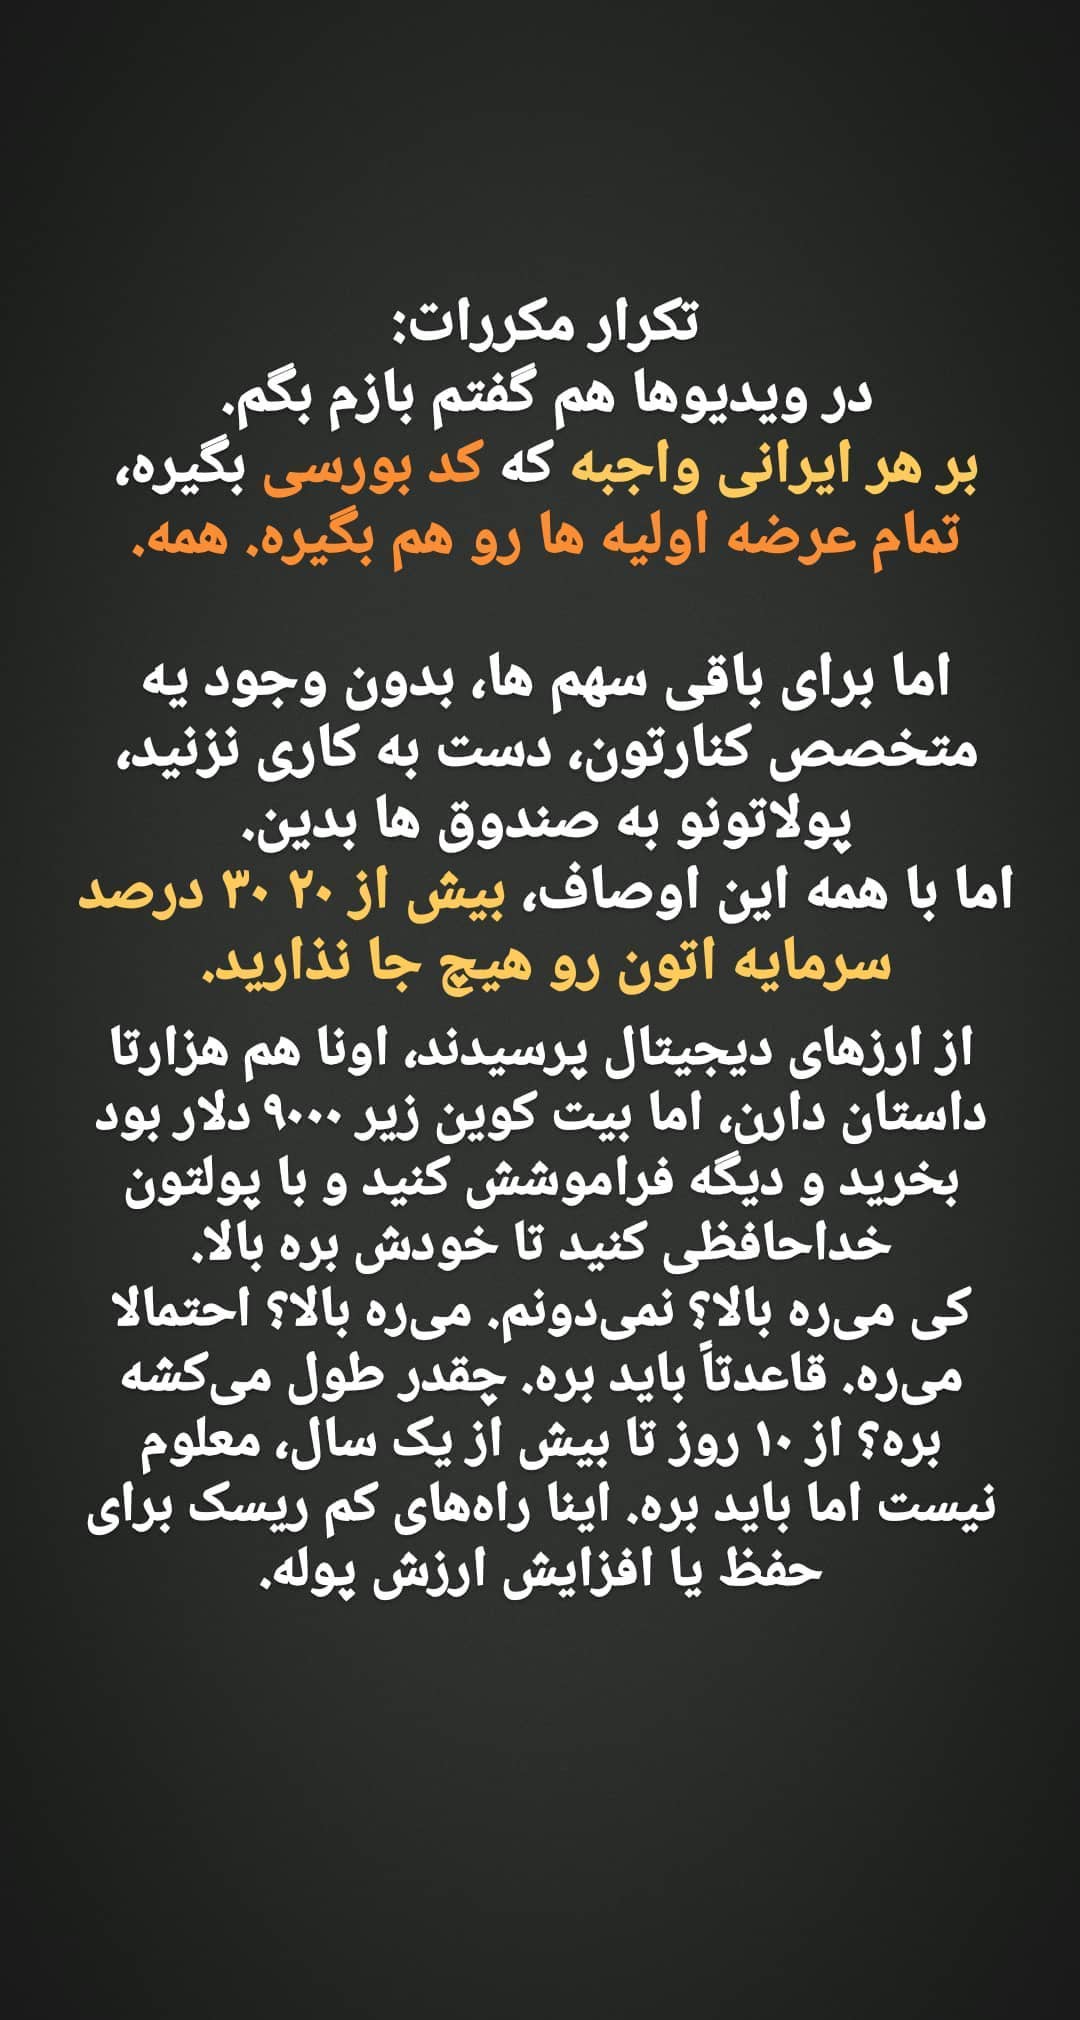 تکرار مکررات:
در ویدیوها هم گفتم بازم بگم.
بر هر ایرانی واجبه که کد بورسی بگیره،
تمام عرضه اولیه ها رو هم بگیره. همه.
اما برای باقی سهم ها، بدون وجود یه
متخصص کنارتون، دست به کاری نزنید،
پولاتونو به صندوق ها بدین.
اما با همه این اوصاف، بیش از ۲۰ ۳۰ درصد
سرمایه اتون رو هیچ جا نذارید.
از ارزهای دیجیتال پرسیدند، اونا هم هزارتا
داستان دارن، اما بیت کوین زیر ۹۰۰۰ دلار بود
بخرید و دیگه فراموشش کنید و با پولتون
خداحافظی کنید تا خودش بره بالا.
کی می‌ره بالا؟ نمی‌دونم. می‌ره بالا؟ احتمالا
می‌ره. قاعدتاً باید بره. چقدر طول می‌کشه
بره؟ از ۱۰ روز تا بیش از یک سال، معلوم
نیست اما باید بره. اینا راه‌های کم ریسک برای
حفظ یا افزایش ارزش پوله.